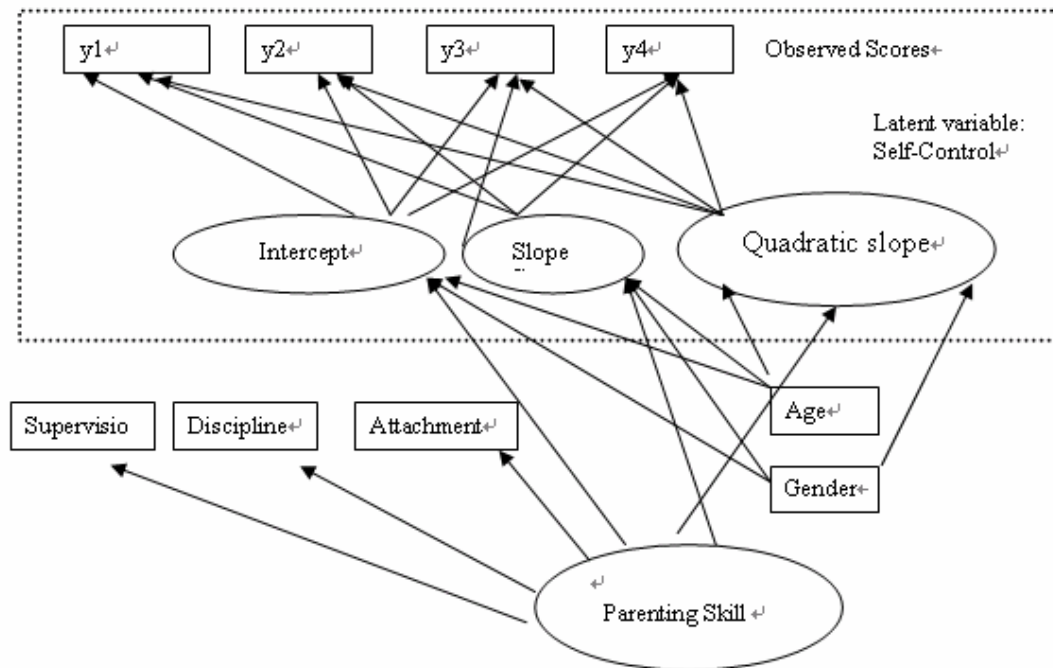 y1↵
y2↵
y3↵
y4↵
Observed Scores↵
Latent variable:
Self-Control↵
Intercept↵
Slope
Quadratic slope↵
Supervisio
Discipline↵
Attachment↵
Age↵
Gender↵
↵
Parenting Skill ↵